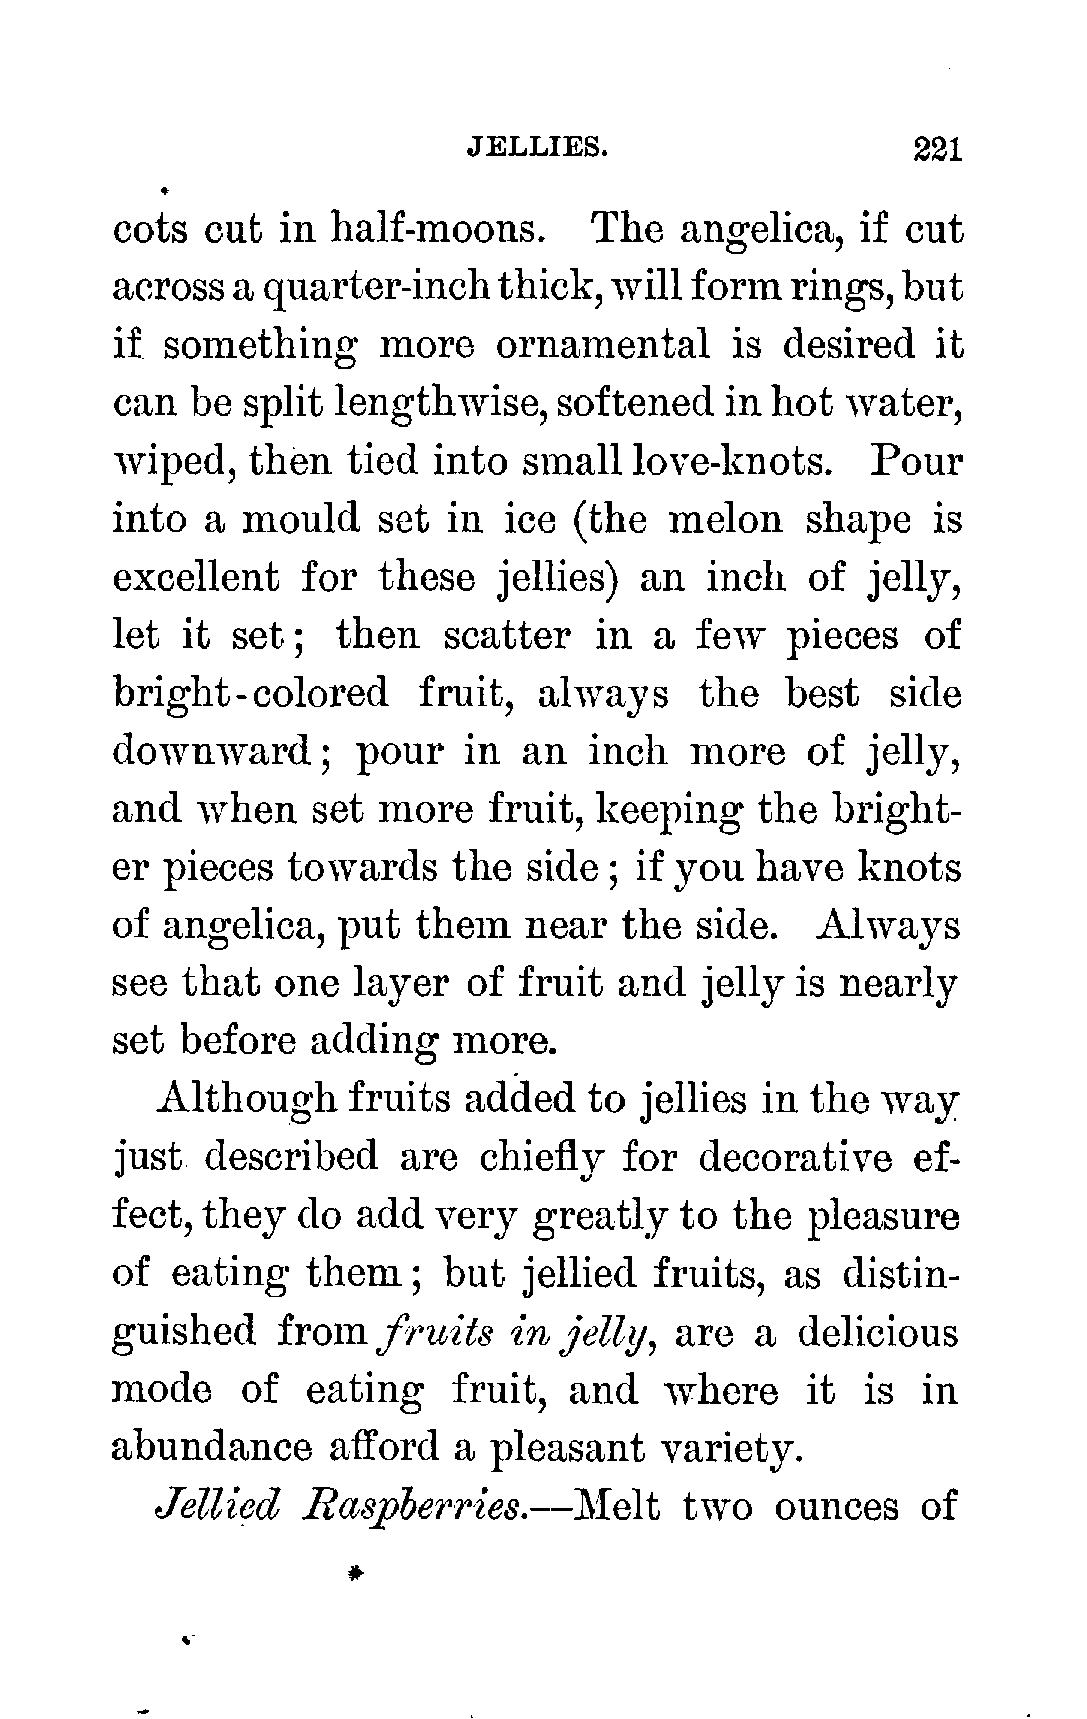 JELLIES. 221
cots cut in half-moons. The angelica, if cut
across a quarter-inch thick, will form rings, but
if something more ornamental is desired it
can be split lengthwise, softened in hot water,
wiped, then tied into small love-knots. Pour
into a mould set in ice (the melon shape is
excellent for these jellies) an inch of jelly,
let it set; then scatter in a few pieces of
bright-colored fruit, always the best side
downward; pour in an inch more of jelly,
and when set more fruit, keeping the bright-
er pieces towards the side; if you have knots
of angelica, put them near the side. Always
see that one layer of fruit and jelly is nearly
set before adding more.
Although fruits added to jellies in the way
just described are chiefly for decorative ef-
fect, they do add very greatly to the pleasure
of eating them; but jellied fruits, as distin-
guished from fruits in jelly, are a delicious
mode of eating fruit, and where it is in
abundance afford a pleasant variety.
Jellied Raspberries.—Melt two ounces of